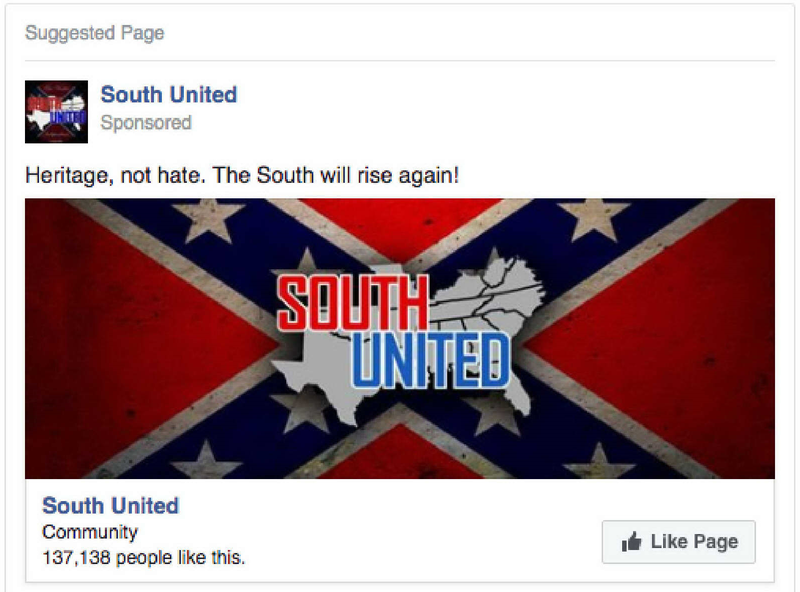 Suggested Page
South United
Sponsored
Heritage, not hate. The South will rise again!
SOUTH
UNITED
South United
Community
137,138 people like this.
Like Page